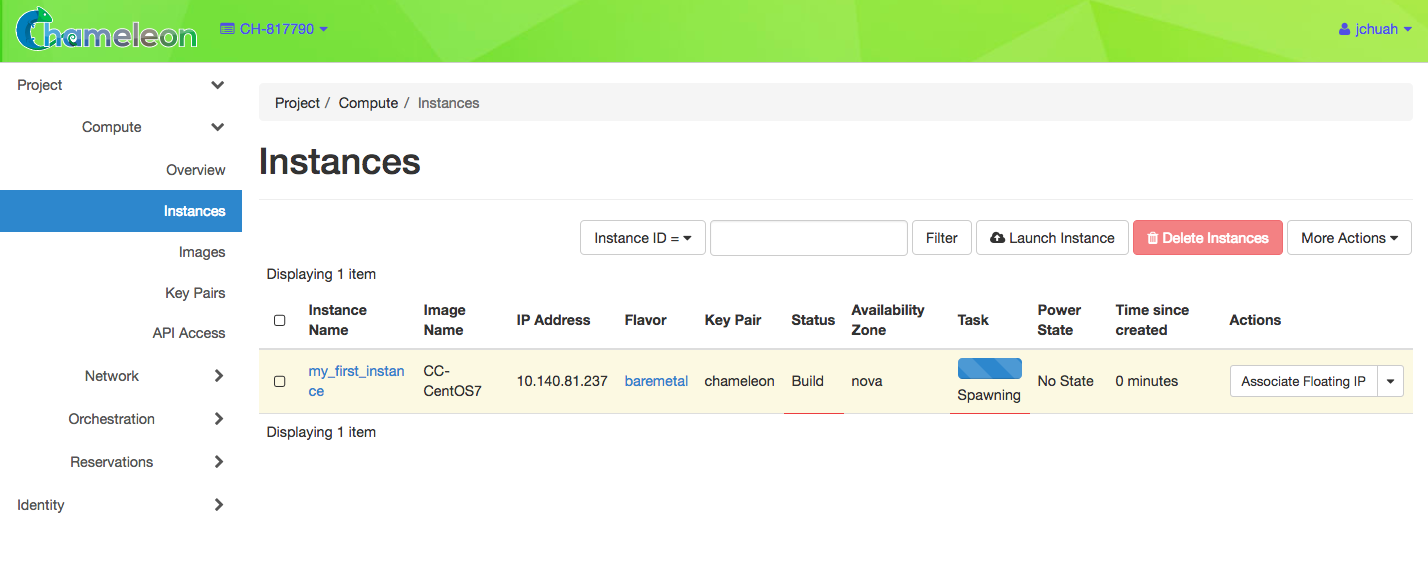 Chameleon
CH-817790
jchuah
Project
Compute
Overview
Instances
Images
Key Pairs
API Access
Network
Orchestration
Reservations
Identity
Project / Compute / Instances
Instances
Instance ID = Filter Launch Instance Delete Instances More Actions
Displaying 1 item
Instance Name Image Name IP Address Flavor Key Pair Status Availability Zone Task Power State Time since created Actions
my_first_instan
ce
CC-
CentOS7
10.140.81.237 baremetal chameleon Build nova Spawning No State 0 minutes Associate Floating IP
Displaying 1 item